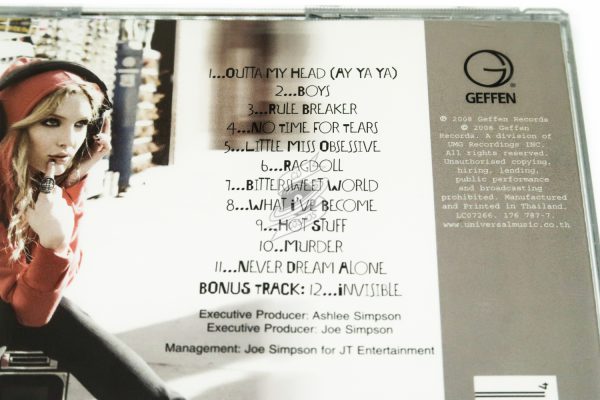 1...Outta My Head (Ay Ya Ya)
2...Boys
3...Rule Breaker
4...No Time for Tears
5...Little Miss Obsessive
6...Ragdoll
7...Bittersweet World
8...What i've Become
9...Hot Stuff
10...Murder
11...Never Dream Alone
BONUS TRACK: 12...iNVISIBLE
Executive Producer: Ashlee Simpson
Executive Producer: Joe Simpson
Management: Joe Simpson for JT Entertainment
GEFFEN®
℗ 2008 Geffen Records
© 2008 Geffen
Records. A division of
UMG Recordings INC.
All rights reserved.
Unauthorised copying,
hiring, lending,
public performance
and broadcasting
prohibited. Manufactured
and Printed in Thailand.
LC07266. 176 787-7.
www.universalmusic.co.th
4